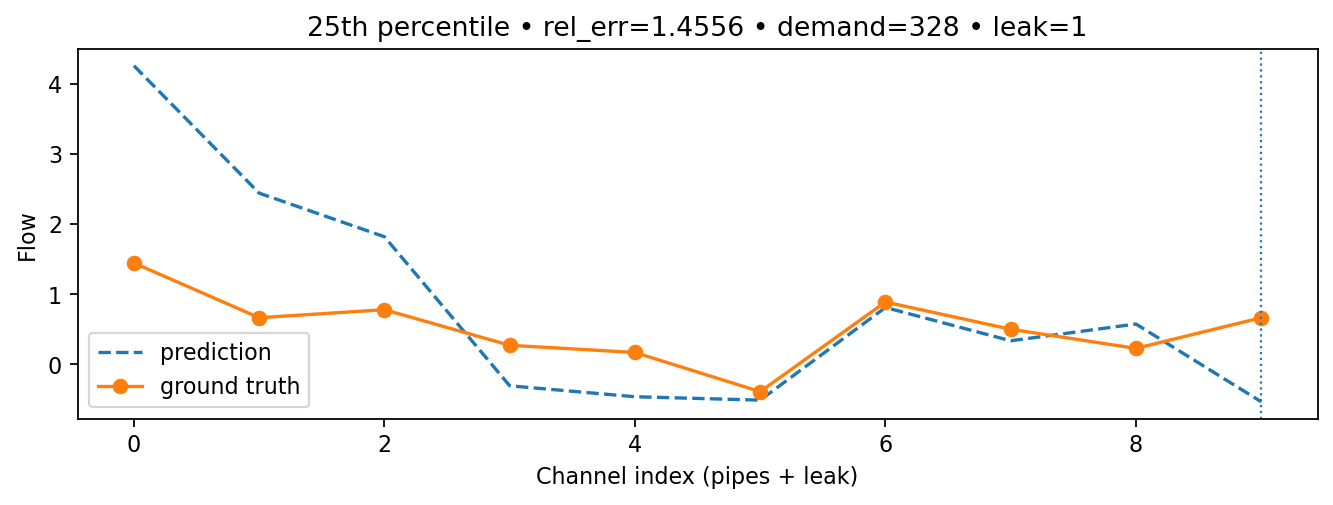 25th percentile • rel_err=1.4556 • demand=328 • leak=1
Flow
4
3
2
1
0
prediction
ground truth
0 2 4 6 8
Channel index (pipes + leak)